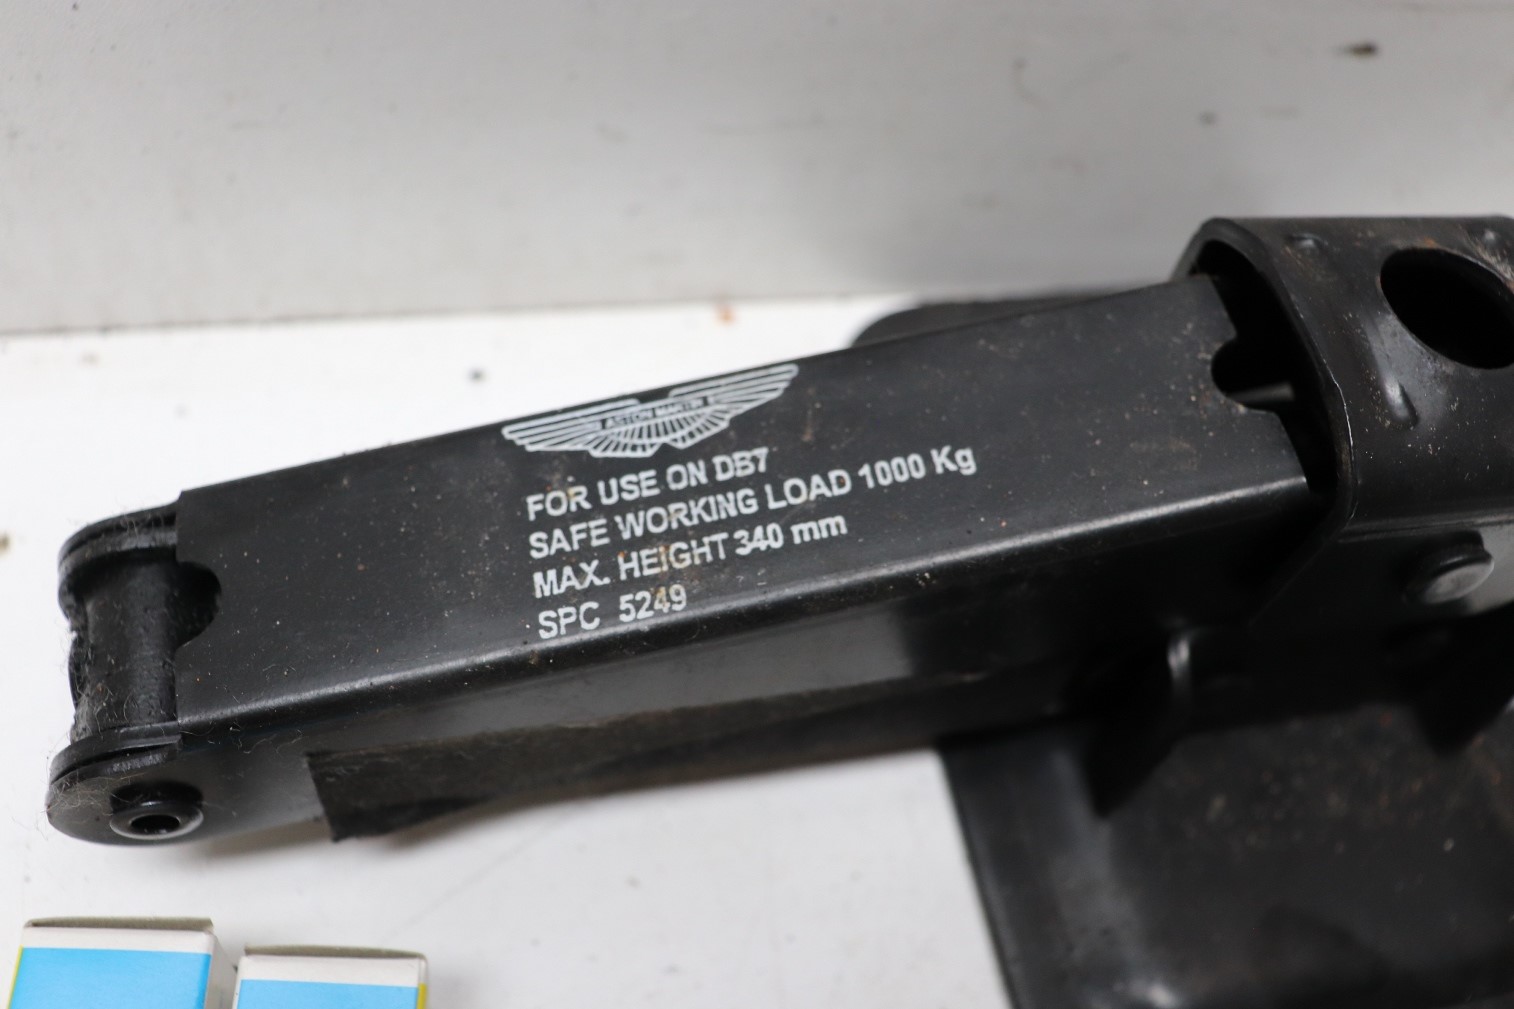 ASTON MARTIN
FOR USE ON DB7
SAFE WORKING LOAD 1000 Kg
MAX. HEIGHT 340 mm
SPC 5249